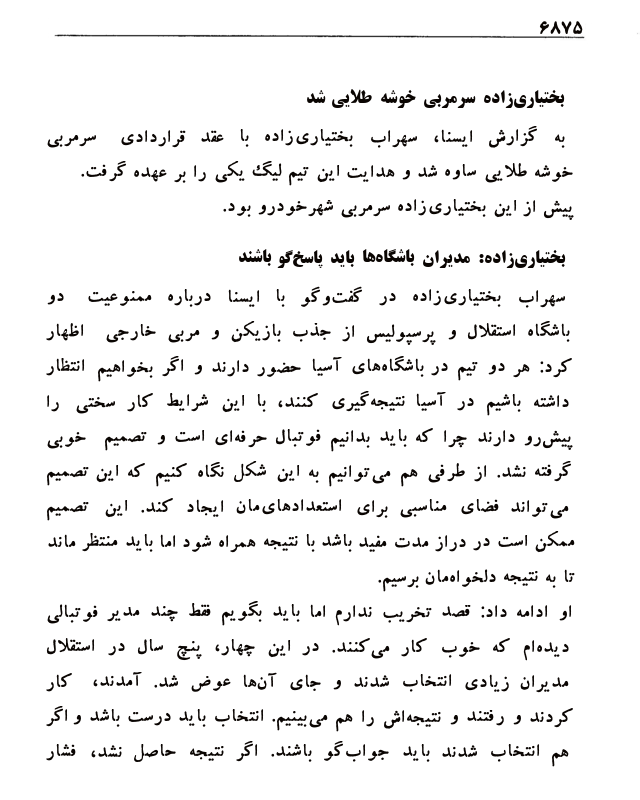 ۶۸۷۵
بختیاری‌زاده سرمربی خوشه طلایی شد
به گزارش ایسنا، سهراب بختیاری‌زاده با عقد قراردادی سرمربی
خوشه طلایی ساوه شد و هدایت این تیم لیگ یکی را بر عهده گرفت.
پیش از این بختیاری‌زاده سرمربی شهرخودرو بود.
بختیاری‌زاده: مدیران باشگاه‌ها باید پاسخ‌گو باشند
سهراب بختیاری‌زاده در گفت‌وگو با ایسنا درباره ممنوعیت دو
باشگاه استقلال و پرسپولیس از جذب بازیکن و مربی خارجی اظهار
کرد: هر دو تیم در باشگاه‌های آسیا حضور دارند و اگر بخواهیم انتظار
داشته باشیم در آسیا نتیجه‌گیری کنند، با این شرایط کار سختی را
پیش‌رو دارند چرا که باید بدانیم فوتبال حرفه‌ای است و تصمیم خوبی
گرفته نشد. از طرفی هم می‌توانیم به این شکل نگاه کنیم که این تصمیم
می‌تواند فضای مناسبی برای استعدادهای‌مان ایجاد کند. این تصمیم
ممکن است در دراز مدت مفید باشد با نتیجه همراه شود اما باید منتظر ماند
تا به نتیجه دلخواه‌مان برسیم.
او ادامه داد: قصد تخریب ندارم اما باید بگویم فقط چند مدیر فوتبالی
دیده‌ام که خوب کار می‌کنند. در این چهار، پنج سال در استقلال
مدیران زیادی انتخاب شدند و جای آن‌ها عوض شد. آمدند، کار
کردند و رفتند و نتیجه‌اش را هم می‌بینیم. انتخاب باید درست باشد و اگر
هم انتخاب شدند باید جواب‌گو باشند. اگر نتیجه حاصل نشد، فشار